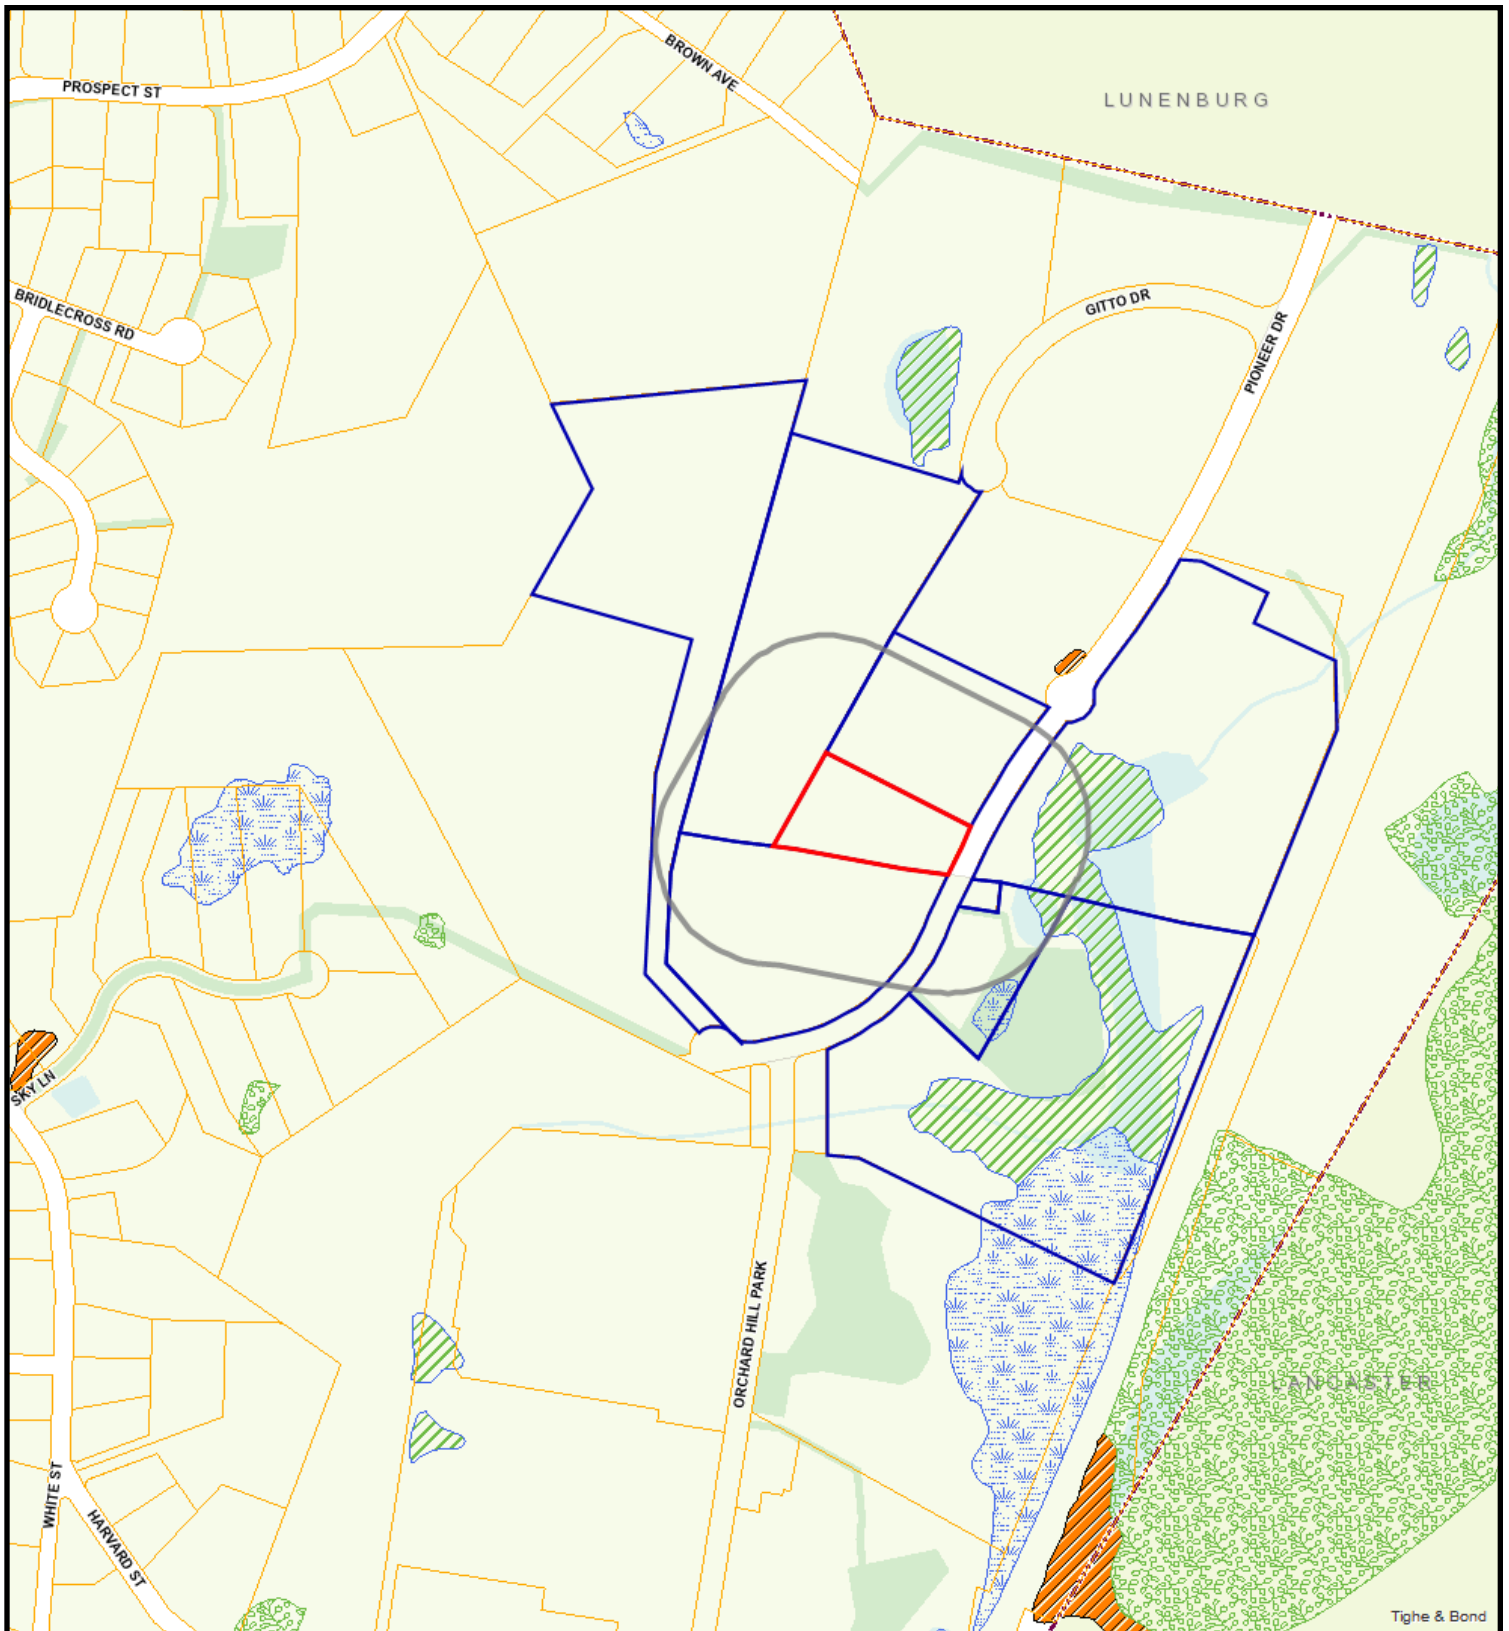 BROWN AVE
PROSPECT ST
LUNENBURG
BRIDLECROSS RD
GITTO DR
PIONEER DR
SKY LN
ORCHARD HILL PARK
LANCASTER
WHITE ST
HARVARD ST
Tighe & Bond